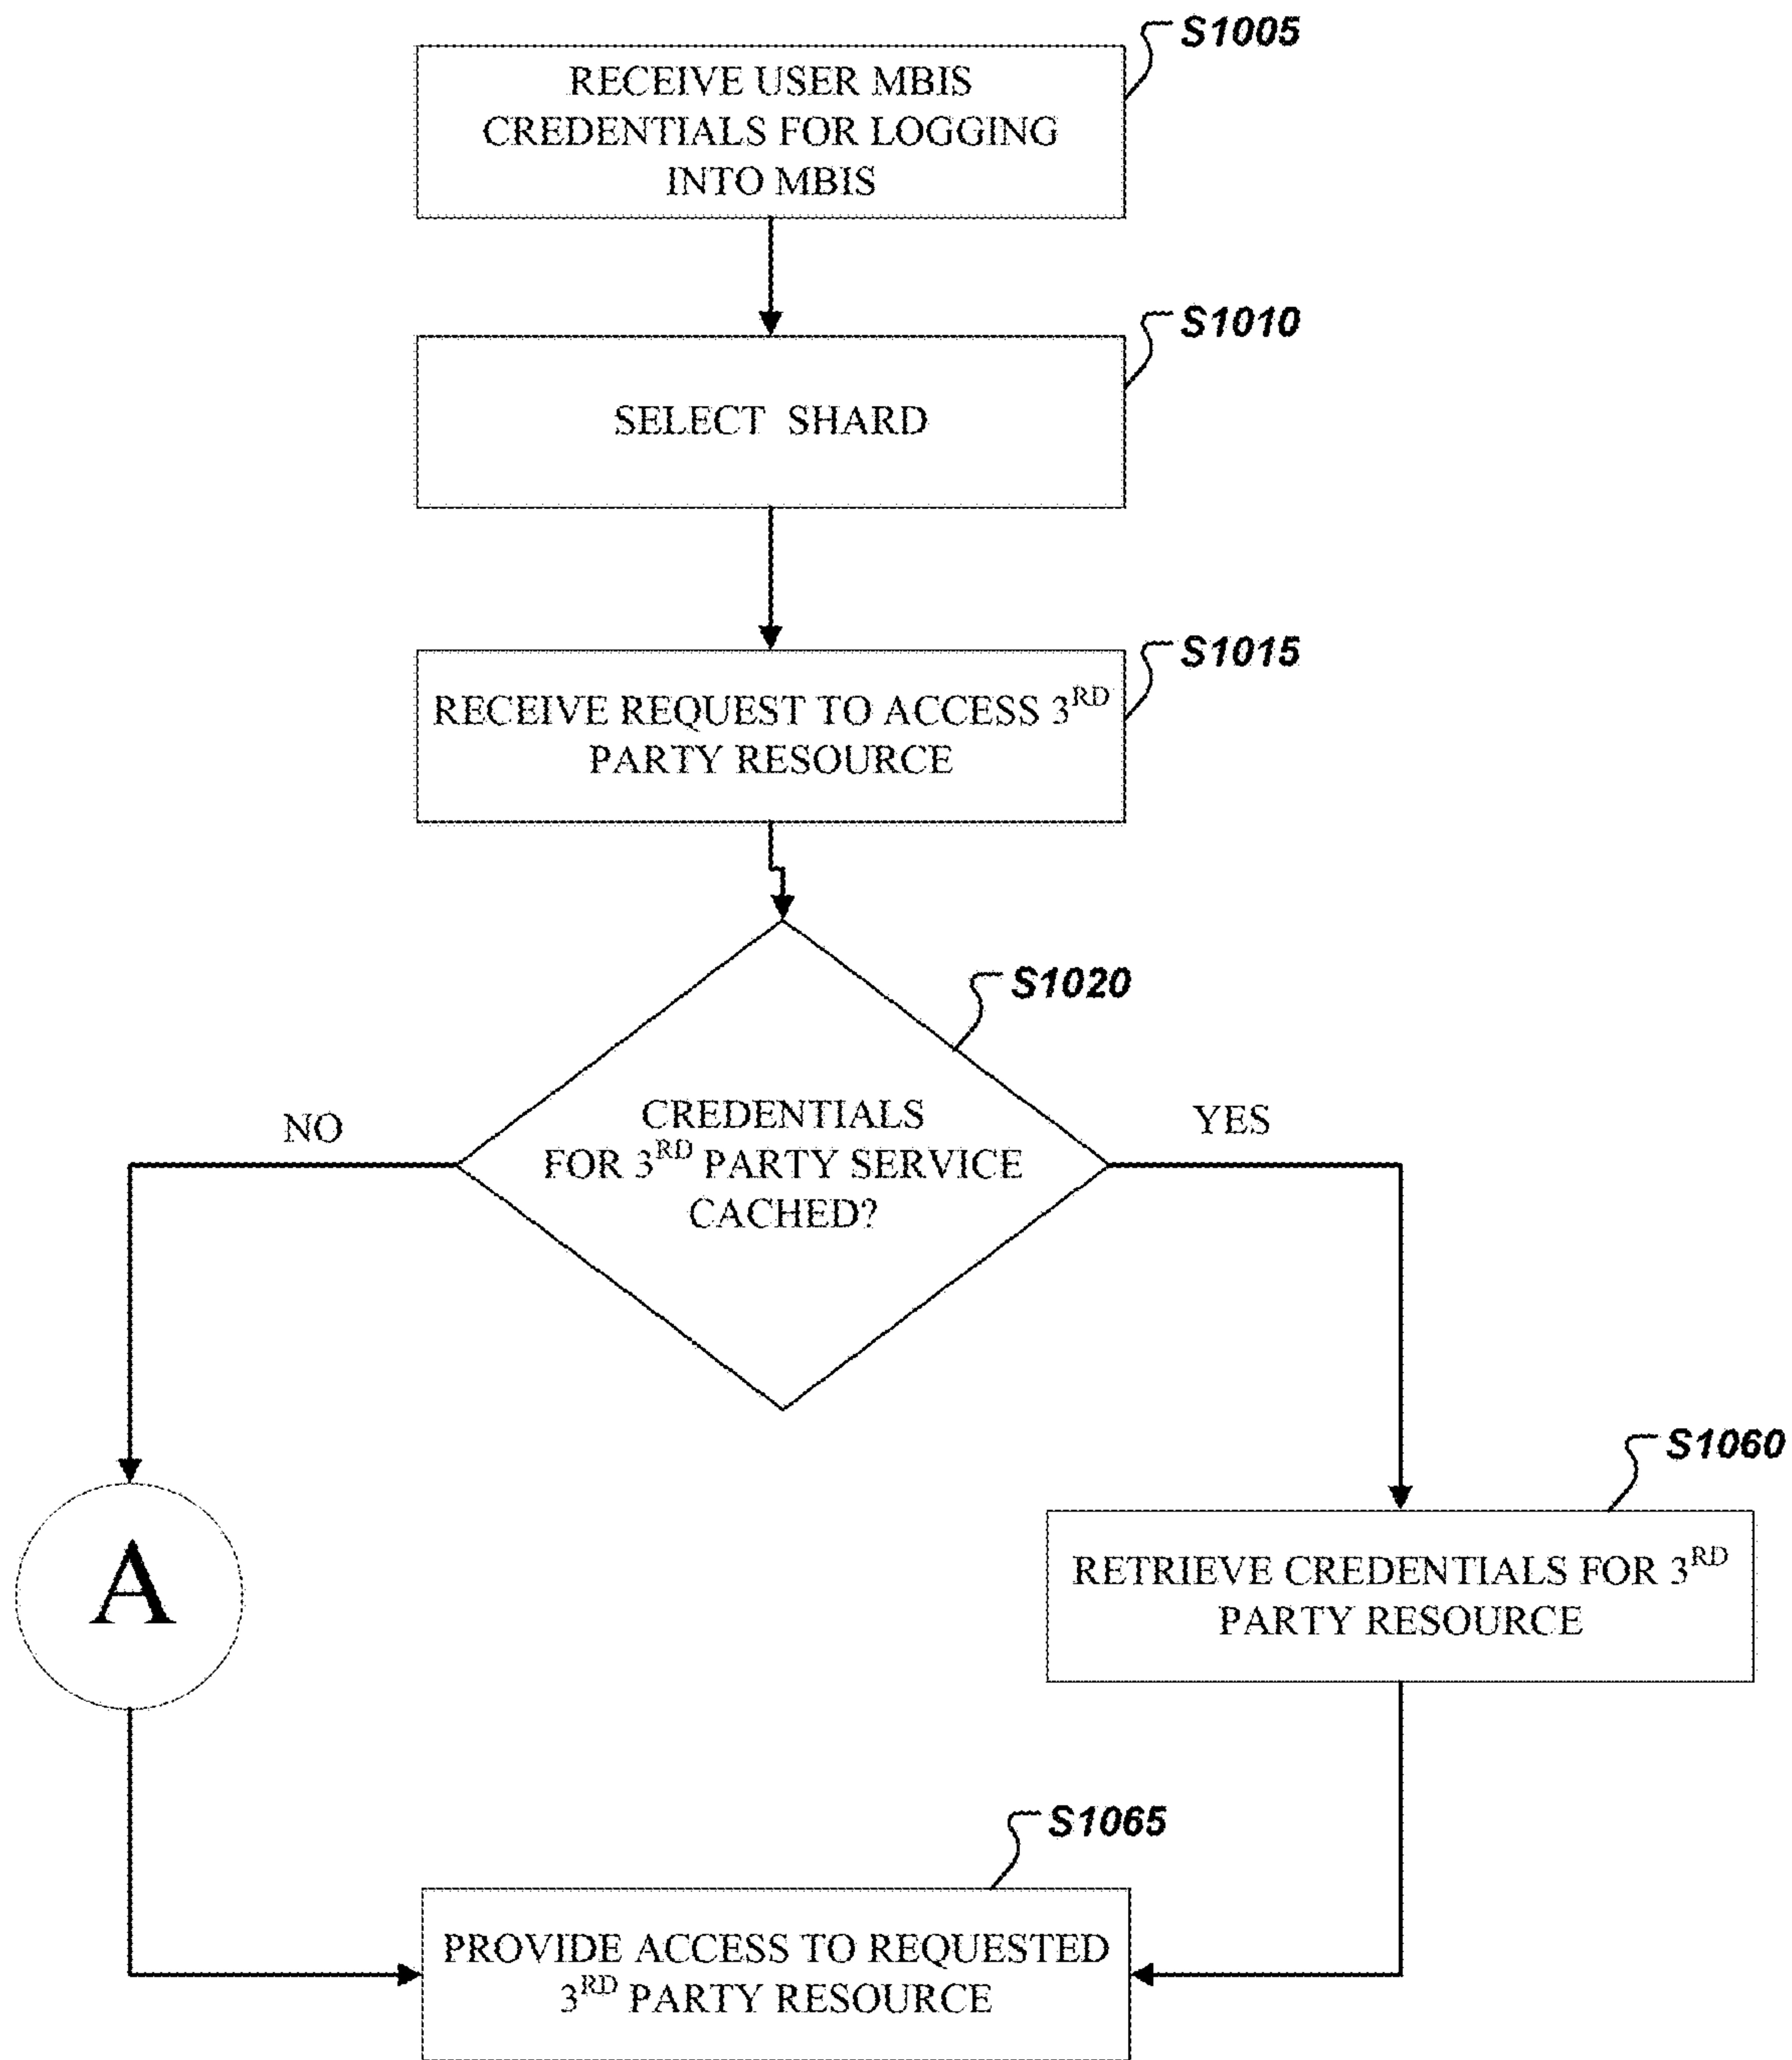 S1005
RECEIVE USER MBIS
CREDENTIALS FOR LOGGING
INTO MBIS
S1010
SELECT SHARD
S1015
RECEIVE REQUEST TO ACCESS 3RD
PARTY RESOURCE
S1020
CREDENTIALS
FOR 3RD PARTY SERVICE
CACHED?
NO
YES
A
S1060
RETRIEVE CREDENTIALS FOR 3RD
PARTY RESOURCE
S1065
PROVIDE ACCESS TO REQUESTED
3RD PARTY RESOURCE